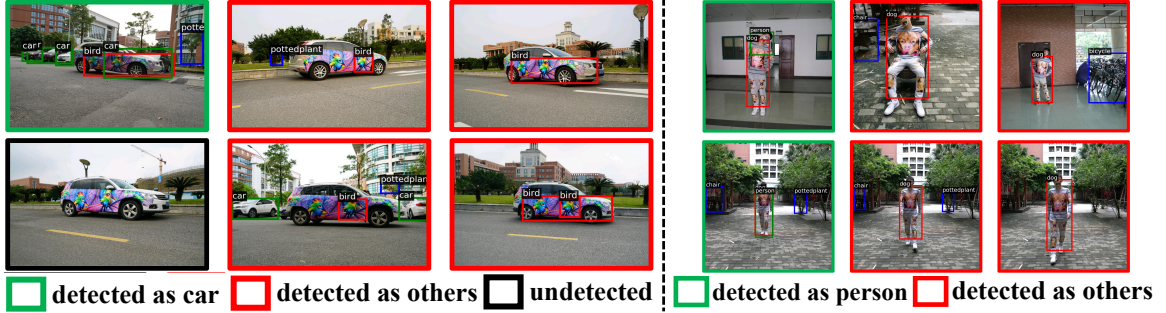 car r car bird car potte
pottedplant bird
bird
person
dog
chair dog
dog bicycle
car bird pottedplan car
bird bird
chair person pottedplant
chair dog pottedplant
dog
detected as car detected as others undetected
detected as person detected as others